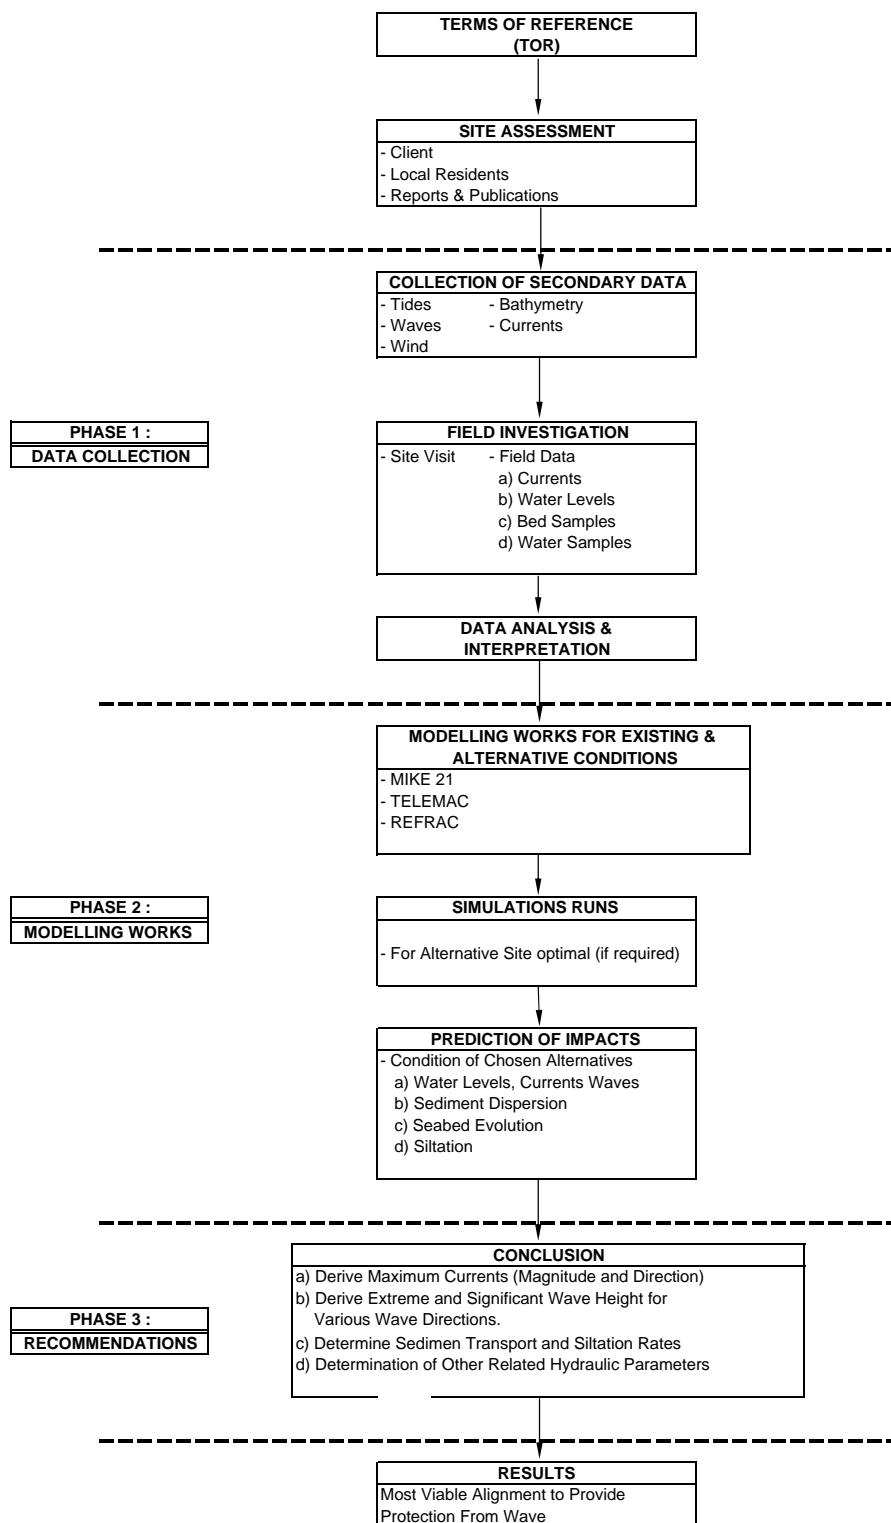 TERMS OF REFERENCE
(TOR)
SITE ASSESSMENT
- Client
- Local Residents
- Reports & Publications
COLLECTION OF SECONDARY DATA
- Tides - Bathymetry
- Waves - Currents
- Wind
PHASE 1 :
DATA COLLECTION
FIELD INVESTIGATION
- Site Visit - Field Data
a) Currents
b) Water Levels
c) Bed Samples
d) Water Samples
DATA ANALYSIS &
INTERPRETATION
MODELLING WORKS FOR EXISTING &
ALTERNATIVE CONDITIONS
- MIKE 21
- TELEMAC
- REFRAC
PHASE 2 :
MODELLING WORKS
SIMULATIONS RUNS
- For Alternative Site optimal (if required)
PREDICTION OF IMPACTS
- Condition of Chosen Alternatives
a) Water Levels, Currents Waves
b) Sediment Dispersion
c) Seabed Evolution
d) Siltation
CONCLUSION
a) Derive Maximum Currents (Magnitude and Direction)
b) Derive Extreme and Significant Wave Height for
Various Wave Directions.
c) Determine Sedimen Transport and Siltation Rates
d) Determination of Other Related Hydraulic Parameters
PHASE 3 :
RECOMMENDATIONS
RESULTS
Most Viable Alignment to Provide
Protection From Wave